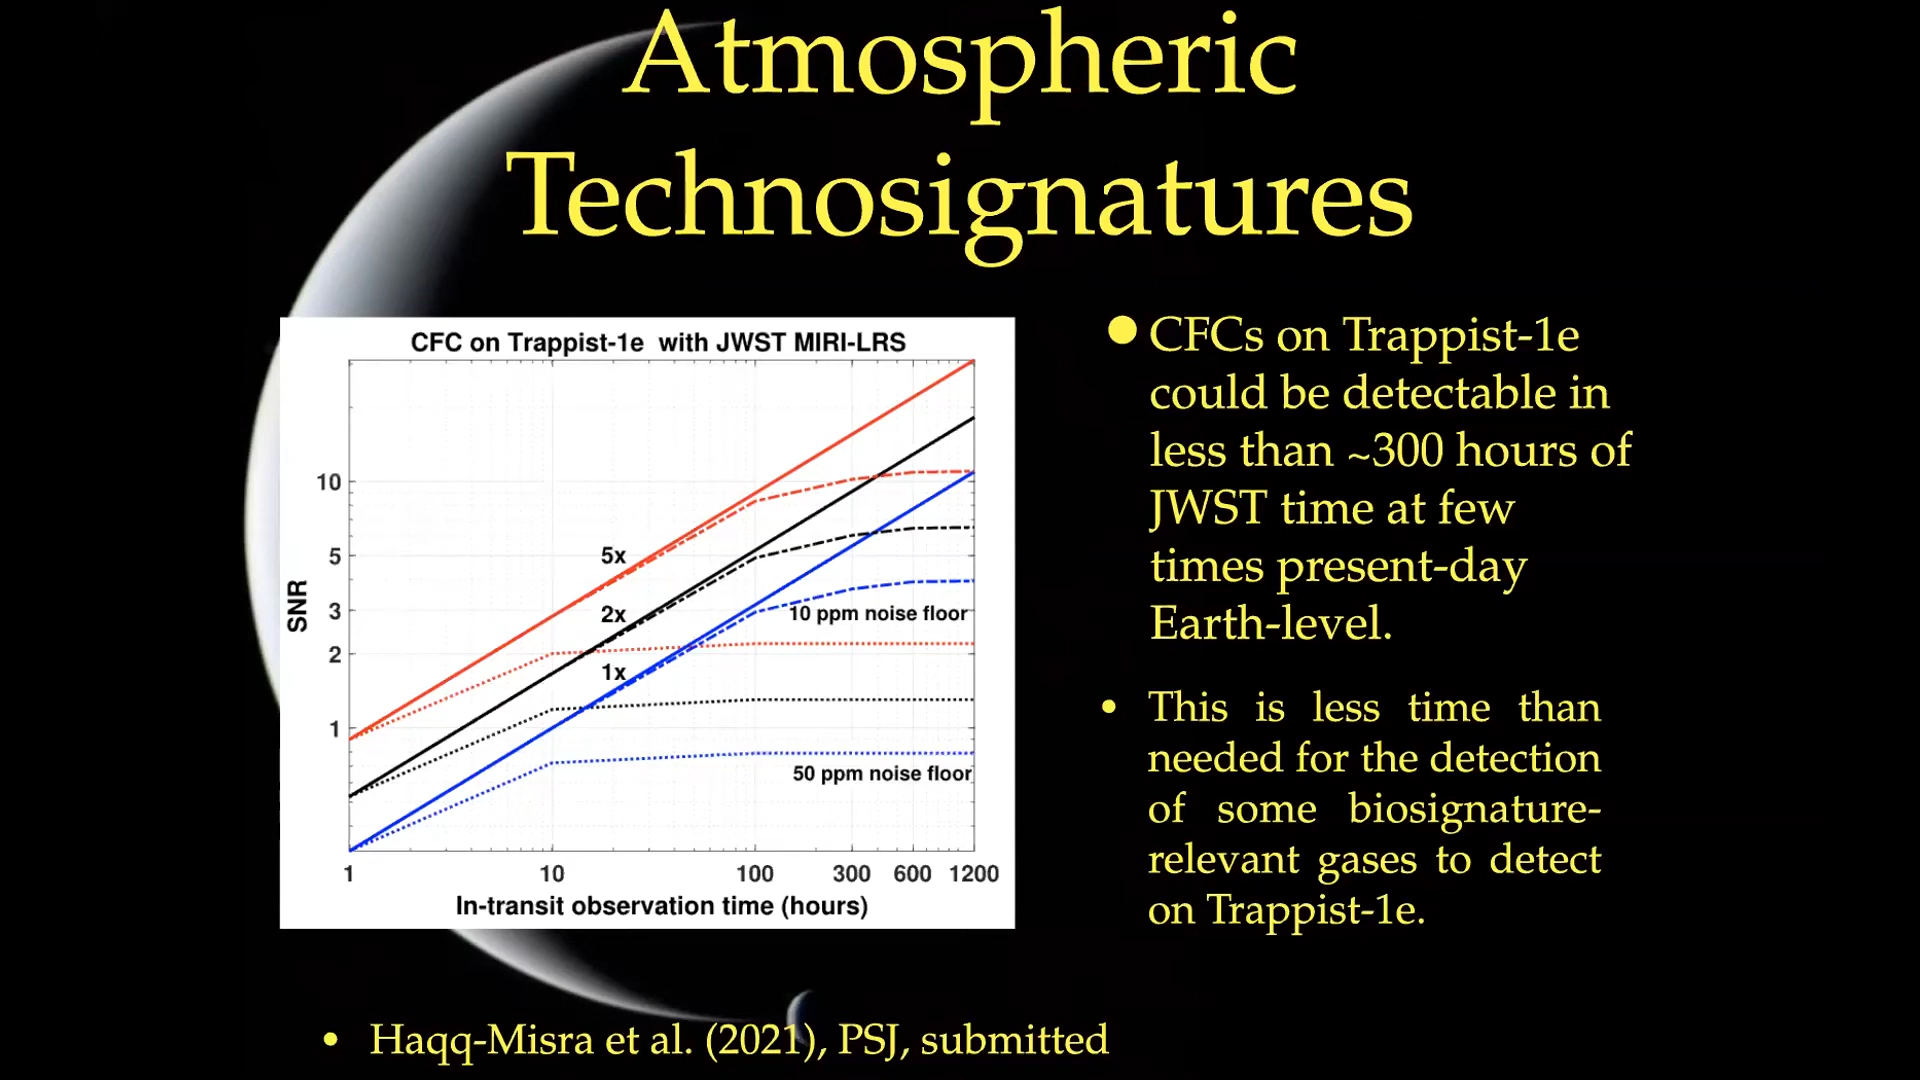 Atmospheric
Technosignatures
CFC on Trappist-1e with JWST MIRI-LRS
SNR
10
5
3
2
1
5x
2x
1x
10 ppm noise floor
50 ppm noise floor
1 10 100 300 600 1200
In-transit observation time (hours)
• CFCs on Trappist-1e
could be detectable in
less than ~300 hours of
JWST time at few
times present-day
Earth-level.
• This is less time than
needed for the detection
of some biosignature-
relevant gases to detect
on Trappist-1e.
• Haqq-Misra et al. (2021), PSJ, submitted